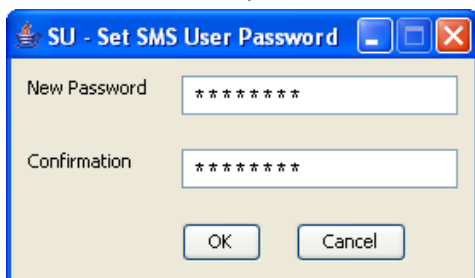 SU - Set SMS User Password
New Password ********
Confirmation ********
OK Cancel